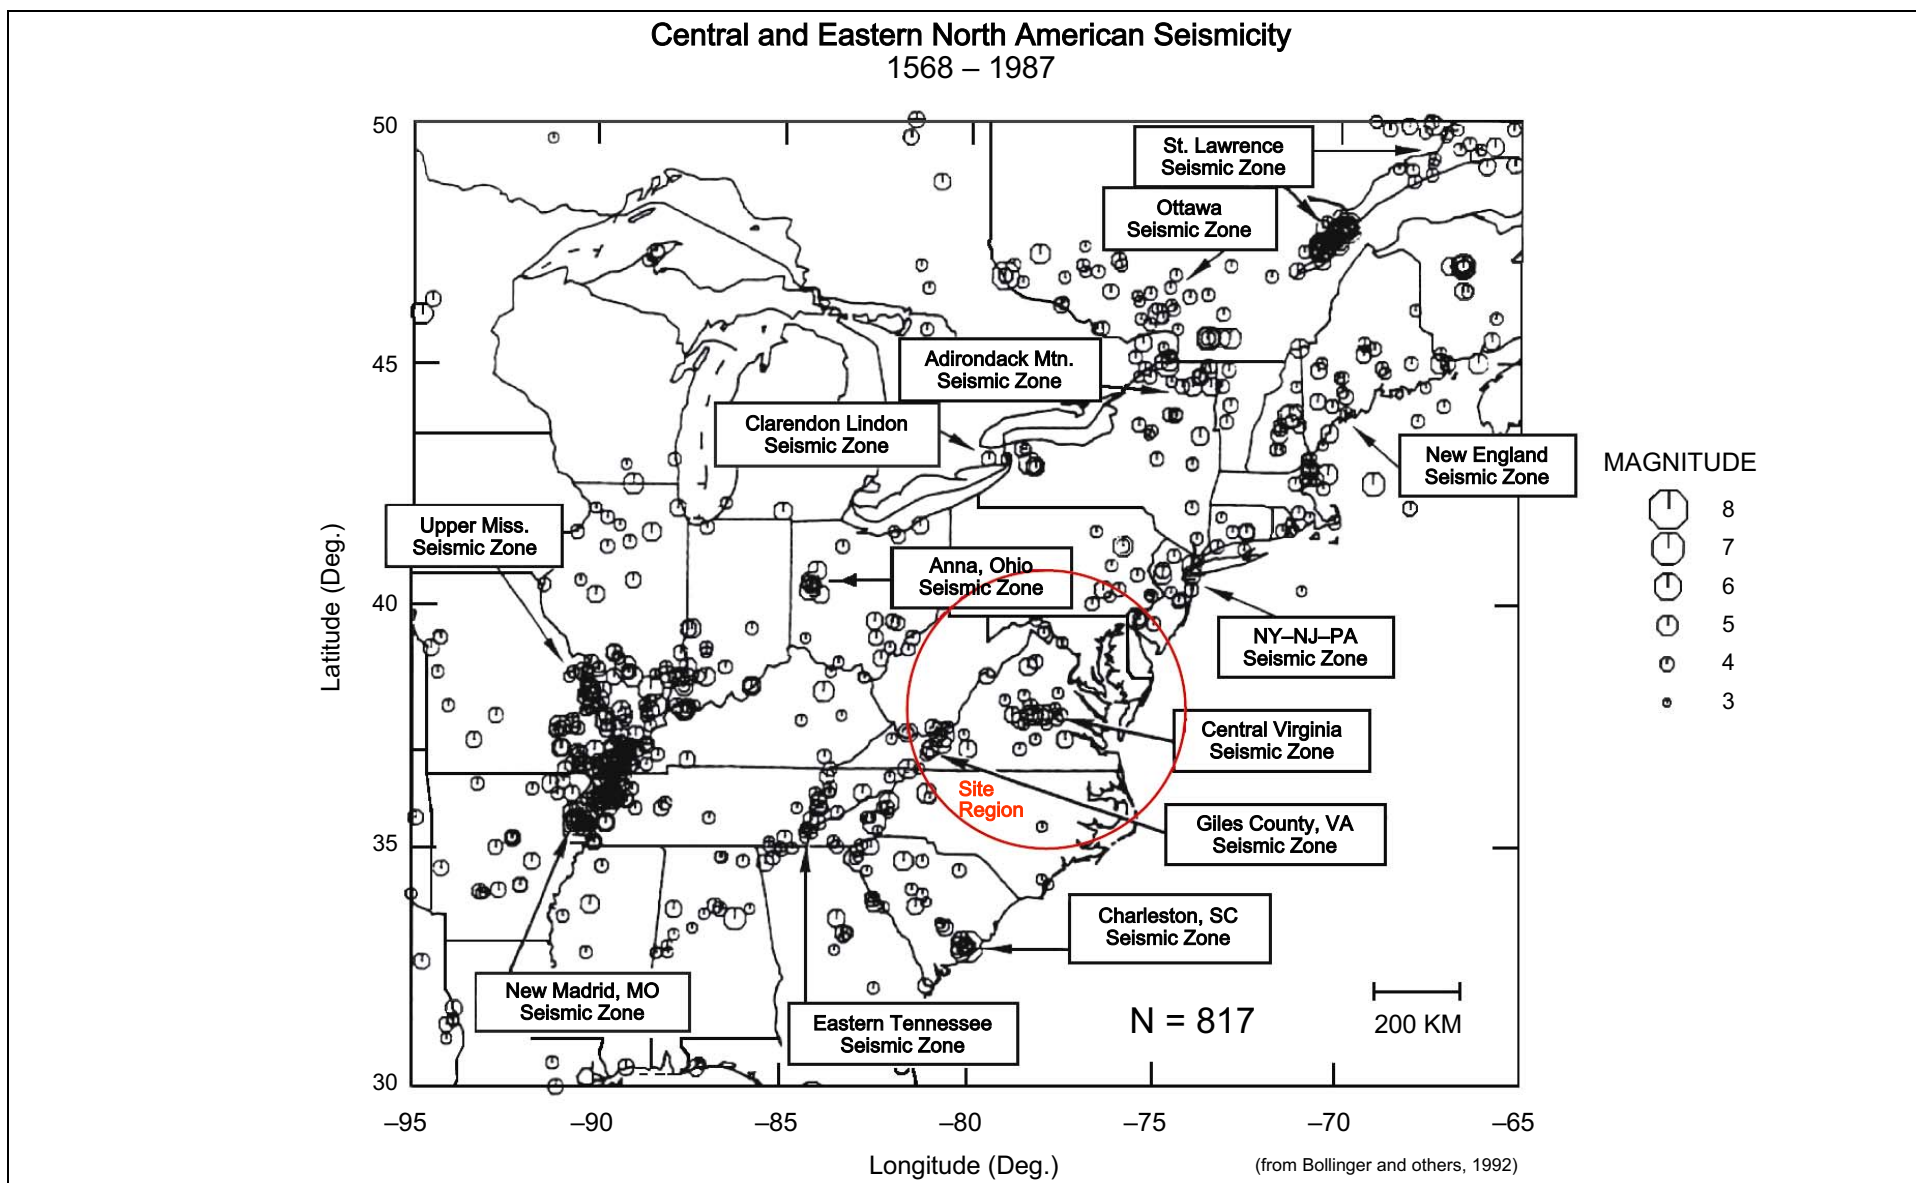 Central and Eastern North American Seismicity
1568 – 1987
50
45
40
35
30
Latitude (Deg.)
–95
–90
–85
–80
–75
–70
–65
Longitude (Deg.)
(from Bollinger and others, 1992)
St. Lawrence
Seismic Zone
Ottawa
Seismic Zone
Adirondack Mtn.
Seismic Zone
Clarendon Lindon
Seismic Zone
New England
Seismic Zone
Upper Miss.
Seismic Zone
Anna, Ohio
Seismic Zone
NY–NJ–PA
Seismic Zone
Central Virginia
Seismic Zone
Site
Region
Giles County, VA
Seismic Zone
Charleston, SC
Seismic Zone
New Madrid, MO
Seismic Zone
Eastern Tennessee
Seismic Zone
N = 817
200 KM
MAGNITUDE
8
7
6
5
4
3